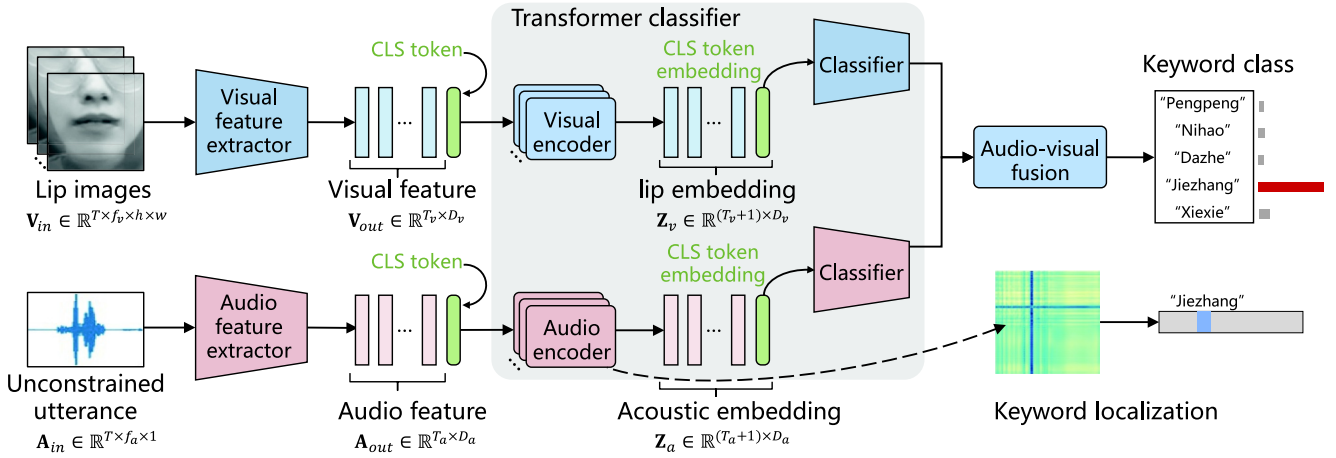 Transformer classifier
CLS token
CLS token
embedding
Classifier
Keyword class
Visual
feature
extractor
...
Visual
encoder
...
"Pengpeng"
"Nihao"
"Dazhe"
"Jiezhang"
"Xiexie"
Audio-visual
fusion
Lip images
Visual feature
lip embedding
V_in ∈ ℝ^{T×f_v×h×w}
V_out ∈ ℝ^{T_v×D_v}
Z_v ∈ ℝ^{(T_v+1)×D_v}
CLS token
CLS token
embedding
Classifier
Audio
feature
extractor
...
Audio
encoder
...
"Jiezhang"
Unconstrained
utterance
Audio feature
Acoustic embedding
Keyword localization
A_in ∈ ℝ^{T×f_a×1}
A_out ∈ ℝ^{T_a×D_a}
Z_a ∈ ℝ^{(T_a+1)×D_a}